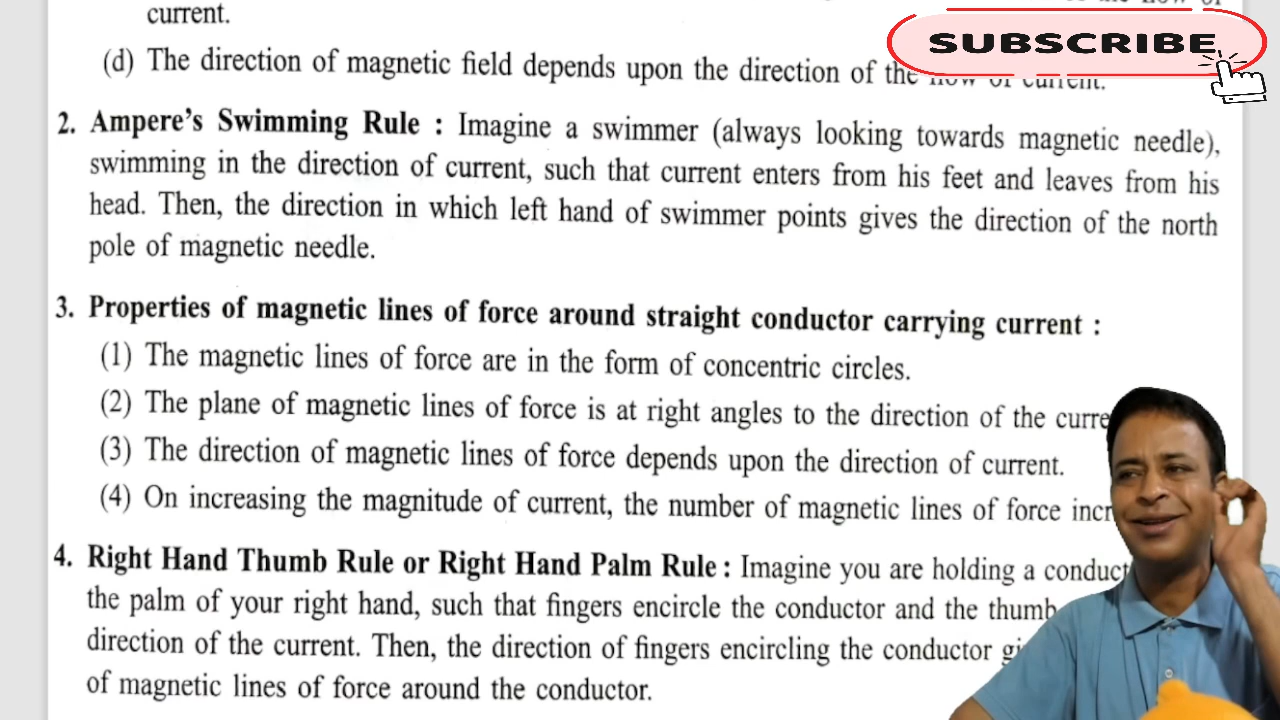 current.
SUBSCRIBE
(d) The direction of magnetic field depends upon the direction of the flow of current.
2. Ampere's Swimming Rule : Imagine a swimmer (always looking towards magnetic needle),
swimming in the direction of current, such that current enters from his feet and leaves from his
head. Then, the direction in which left hand of swimmer points gives the direction of the north
pole of magnetic needle.
3. Properties of magnetic lines of force around straight conductor carrying current :
(1) The magnetic lines of force are in the form of concentric circles.
(2) The plane of magnetic lines of force is at right angles to the direction of the curre
(3) The direction of magnetic lines of force depends upon the direction of current.
(4) On increasing the magnitude of current, the number of magnetic lines of force incr
4. Right Hand Thumb Rule or Right Hand Palm Rule : Imagine you are holding a conduct
the palm of your right hand, such that fingers encircle the conductor and the thumb
direction of the current. Then, the direction of fingers encircling the conductor gi
of magnetic lines of force around the conductor.